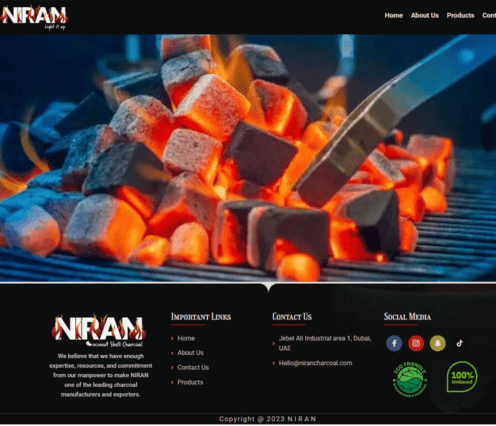 NIRAN
Light it up
Home About Us Products Cont
NIRAN
Coconut Shell Charcoal
We believe that we have enough
expertise, resources, and commitment
from our manpower to make NIRAN
one of the leading charcoal
manufacturers and exporters.
Important Links
Home
About Us
Contact Us
Products
Contact Us
Jebel Ali Industrial area 1, Dubai,
UAE
Hello@nirancharcoal.com
Social Media
ECO FRIENDLY
100%
biobased
Copyright @ 2023 NIRAN